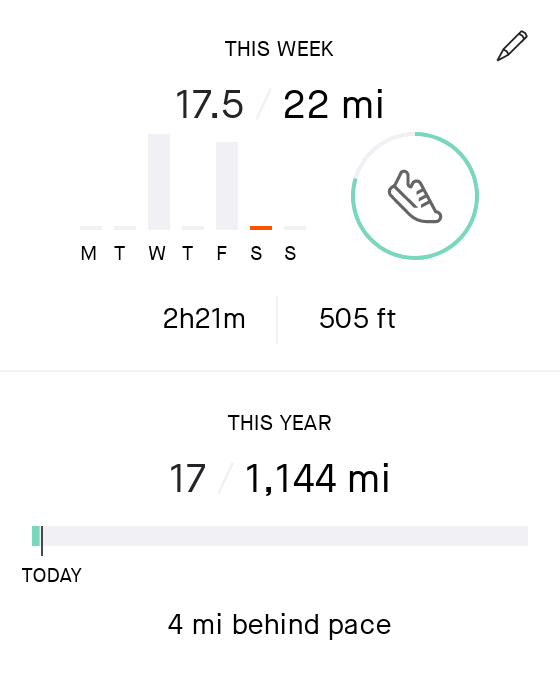 THIS WEEK
17.5 / 22 mi
M T W T F S S
2h21m 505 ft
THIS YEAR
17 / 1,144 mi
TODAY
4 mi behind pace